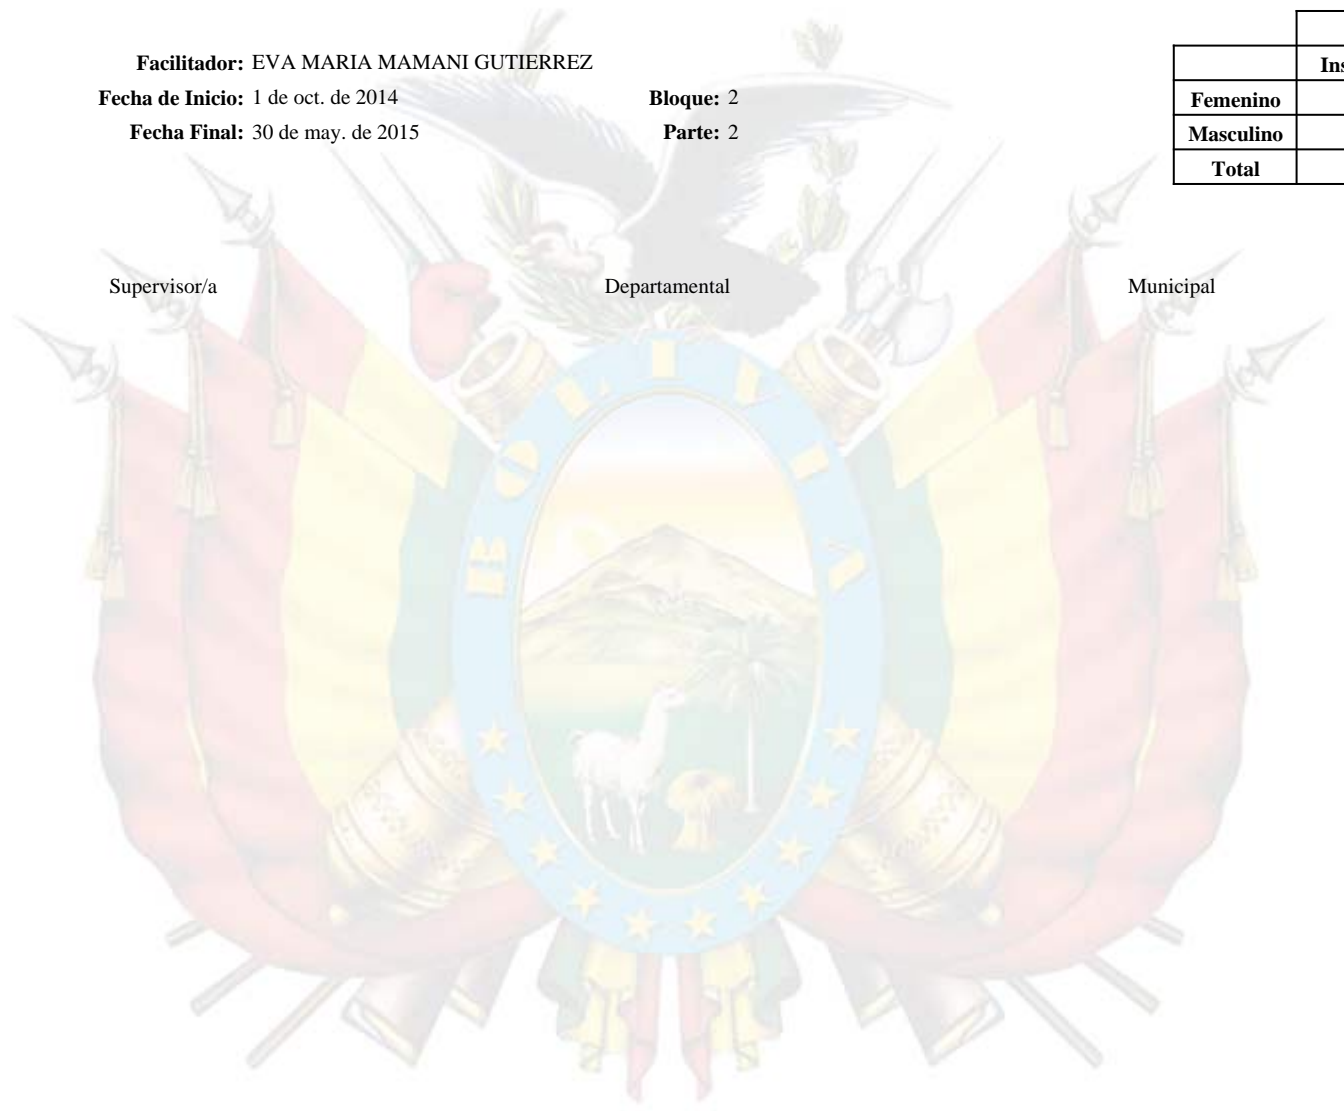 Facilitador: EVA MARIA MAMANI GUTIERREZ
Fecha de Inicio: 1 de oct. de 2014 Bloque: 2
Fecha Final: 30 de may. de 2015 Parte: 2
Femenino
Masculino
Total
Supervisor/a Departamental Municipal
BOLIVIA